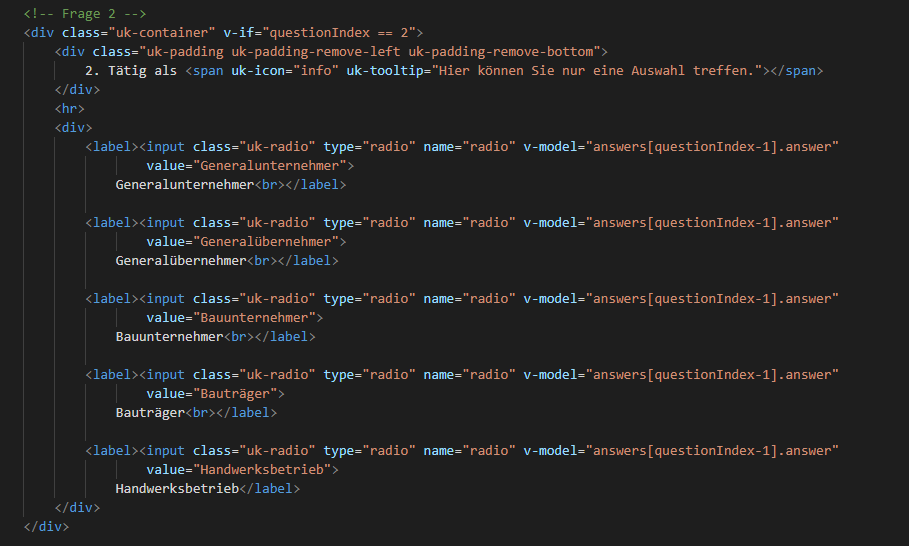 <!-- Frage 2 -->
<div class="uk-container" v-if="questionIndex == 2">
<div class="uk-padding uk-padding-remove-left uk-padding-remove-bottom">
2. Tätig als <span uk-icon="info" uk-tooltip="Hier können Sie nur eine Auswahl treffen."></span>
</div>
<hr>
<div>
<label><input class="uk-radio" type="radio" name="radio" v-model="answers[questionIndex-1].answer"
value="Generalunternehmer">
Generalunternehmer<br></label>
<label><input class="uk-radio" type="radio" name="radio" v-model="answers[questionIndex-1].answer"
value="Generalübernehmer">
Generalübernehmer<br></label>
<label><input class="uk-radio" type="radio" name="radio" v-model="answers[questionIndex-1].answer"
value="Bauunternehmer">
Bauunternehmer<br></label>
<label><input class="uk-radio" type="radio" name="radio" v-model="answers[questionIndex-1].answer"
value="Bauträger">
Bauträger<br></label>
<label><input class="uk-radio" type="radio" name="radio" v-model="answers[questionIndex-1].answer"
value="Handwerksbetrieb">
Handwerksbetrieb</label>
</div>
</div>